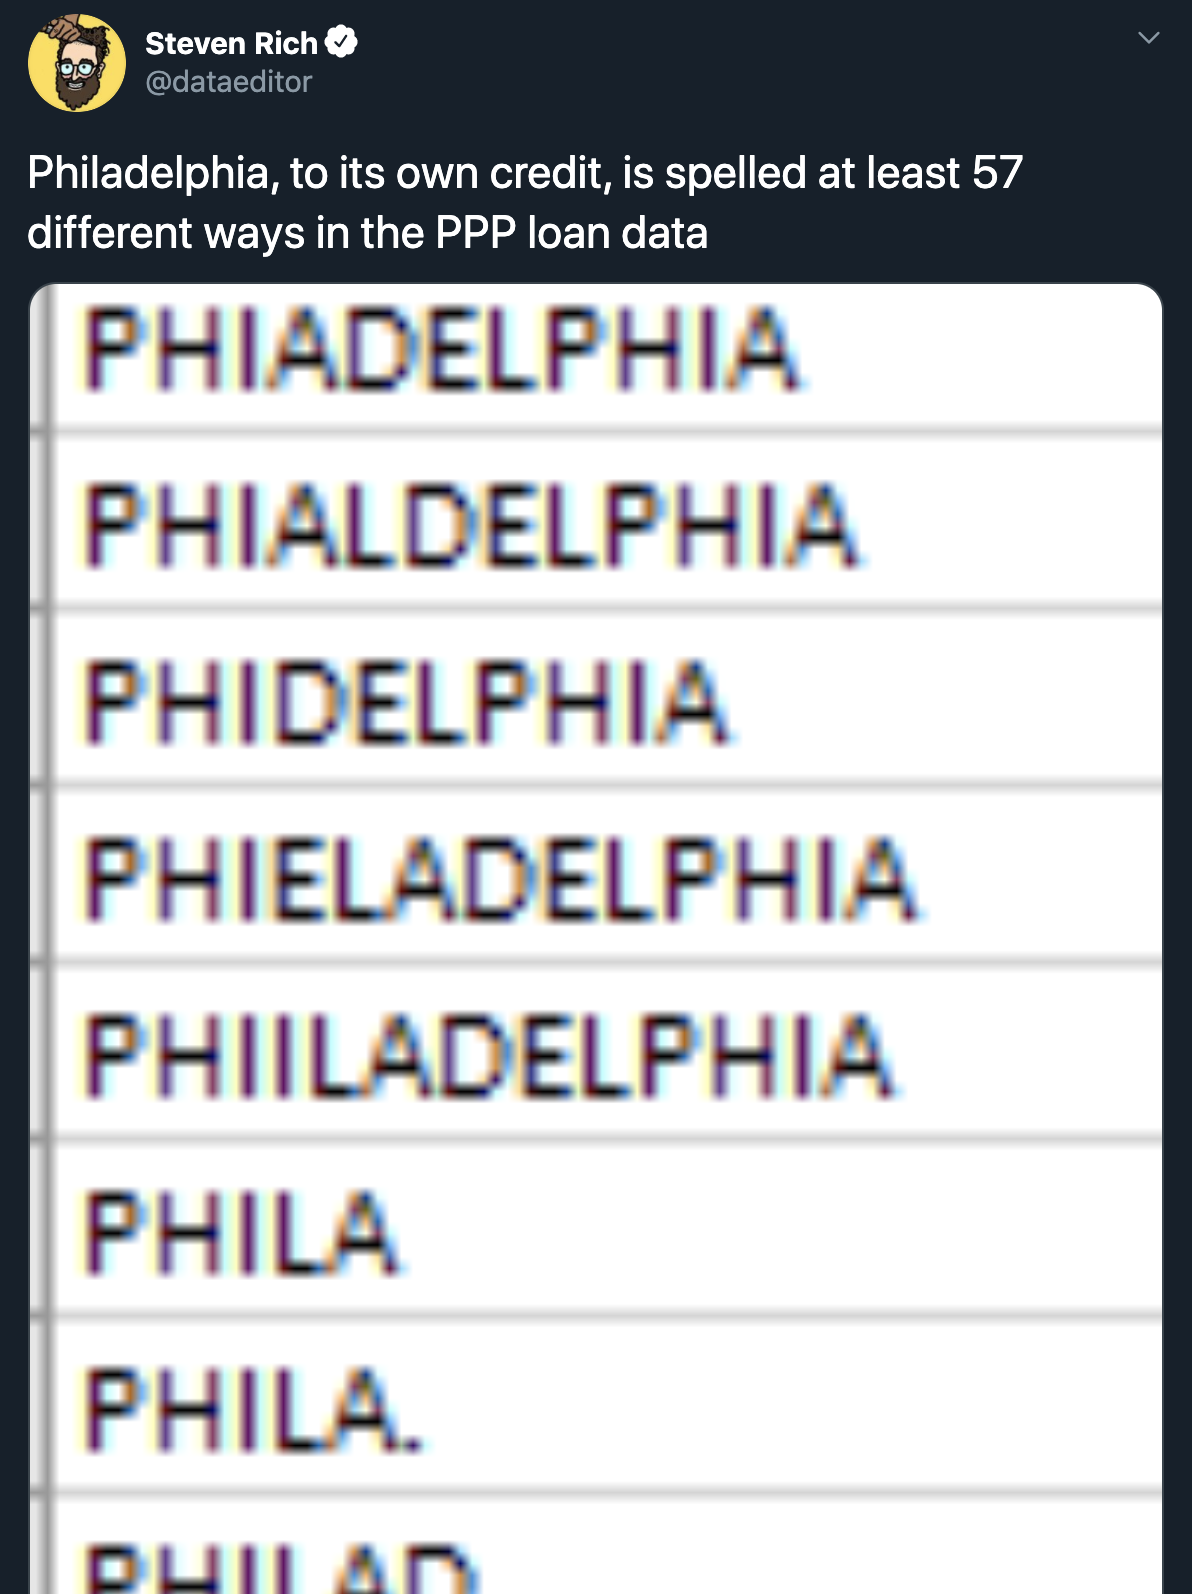 Steven Rich
@dataeditor
Philadelphia, to its own credit, is spelled at least 57
different ways in the PPP loan data
PHIADELPHIA
PHIALDELPHIA
PHIDELPHIA
PHIELADELPHIA
PHIILADELPHIA
PHILA
PHILA.
PHILAD